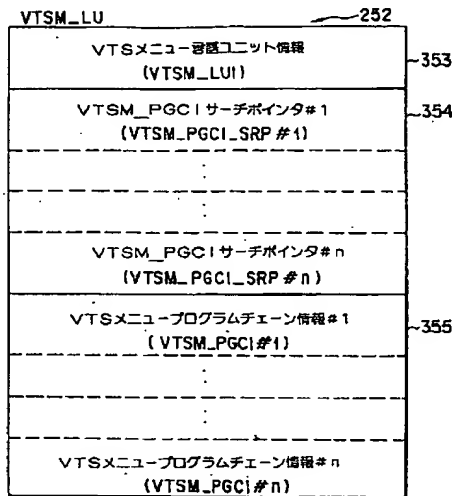 VTSM_LU
252
VTSメニュー言語ユニット情報
(VTSM_LUI)
353
VTSM_PGCIサーチポインタ#1
(VTSM_PGCI_SRP #1)
354
VTSM_PGCIサーチポインタ#n
(VTSM_PGCI_SRP #n)
VTSメニュープログラムチェーン情報#1
(VTSM_PGCI#1)
355
VTSメニュープログラムチェーン情報#n
(VTSM_PGCI#n)